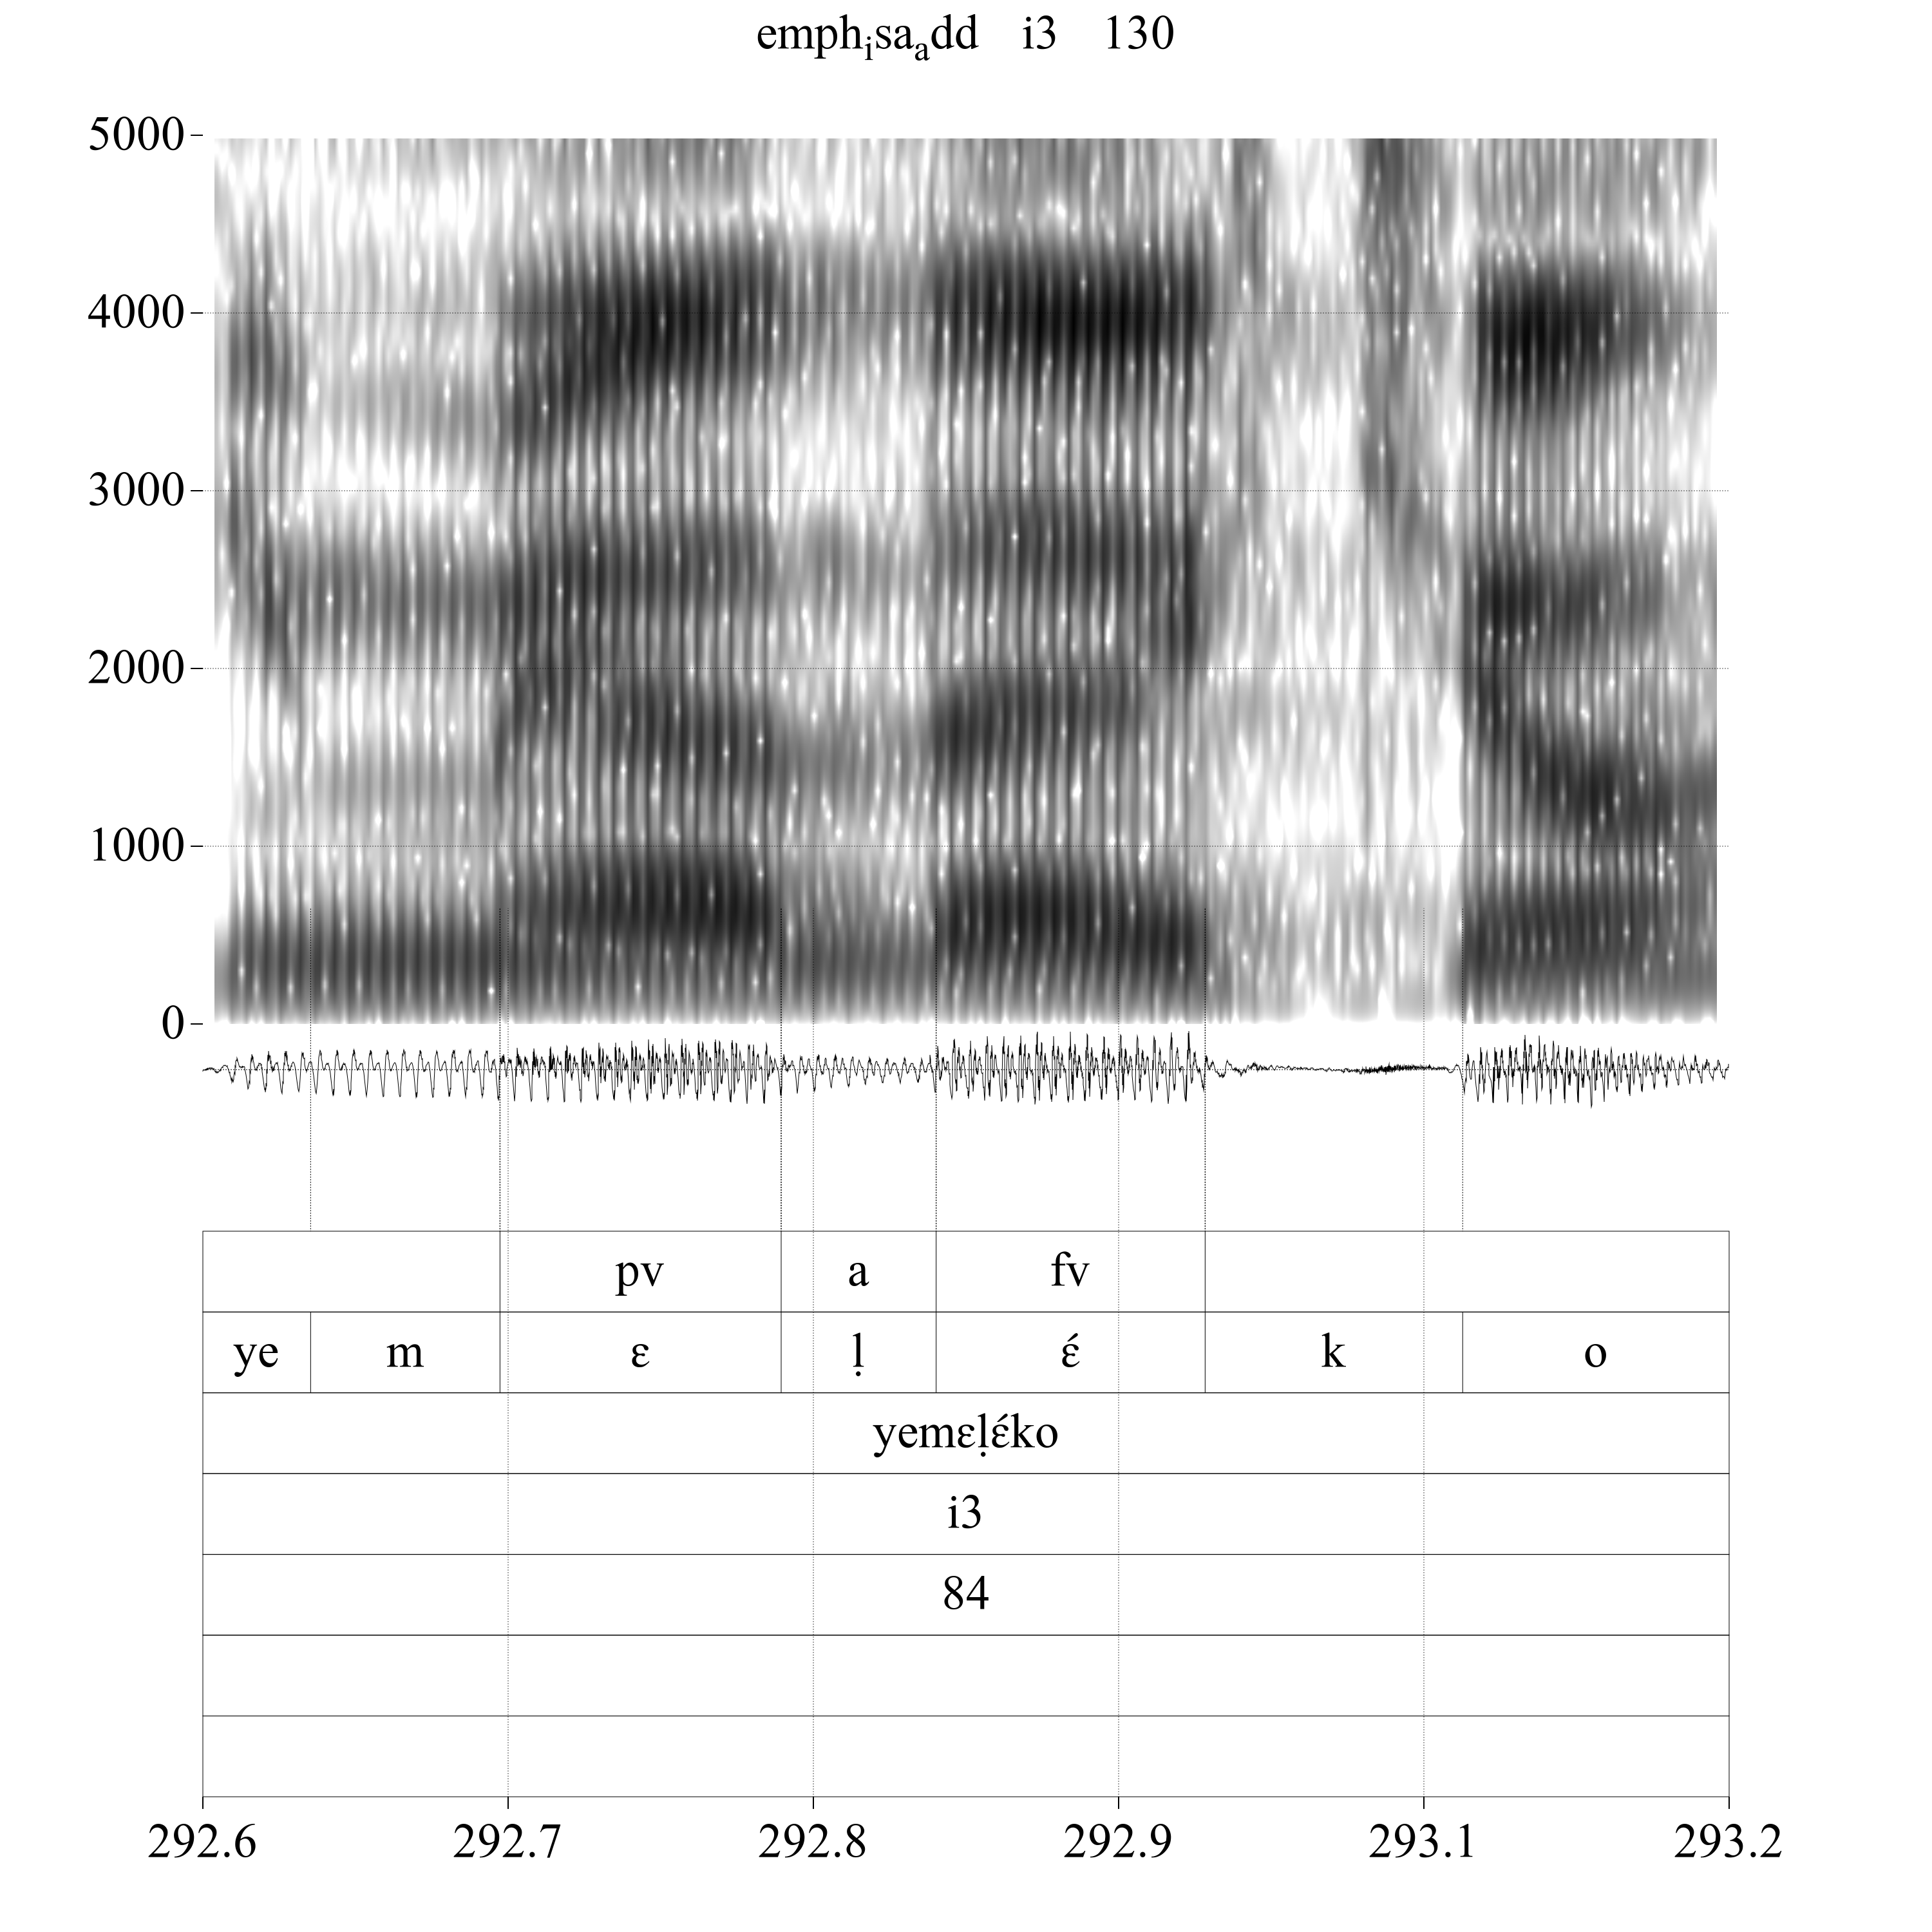 emphisaadd i3 130
5000
4000
3000
2000
1000
0
pv a fv
ye m ɛ ḷ ɛ́ k o
yemɛḷɛ́ko
i3
84
292.6 292.7 292.8 292.9 293.1 293.2